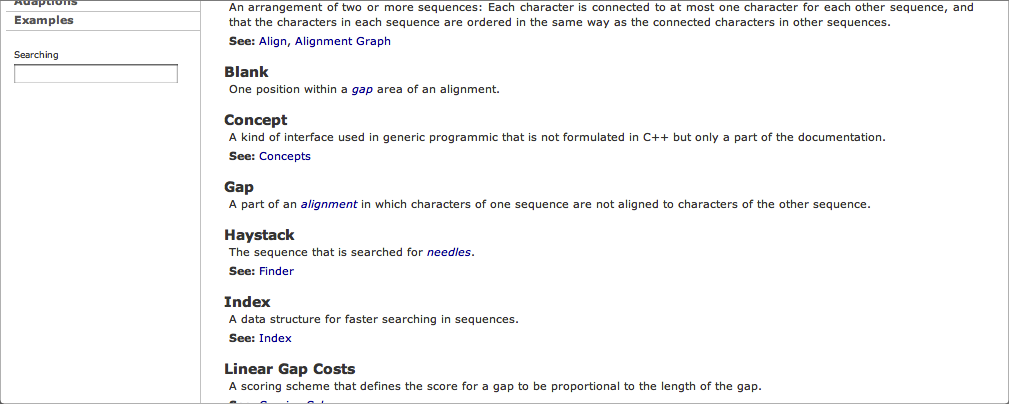 Adaptions
Examples
Searching
An arrangement of two or more sequences: Each character is connected to at most one character for each other sequence, and
that the characters in each sequence are ordered in the same way as the connected characters in other sequences.
See: Align, Alignment Graph
Blank
One position within a gap area of an alignment.
Concept
A kind of interface used in generic programmic that is not formulated in C++ but only a part of the documentation.
See: Concepts
Gap
A part of an alignment in which characters of one sequence are not aligned to characters of the other sequence.
Haystack
The sequence that is searched for needles.
See: Finder
Index
A data structure for faster searching in sequences.
See: Index
Linear Gap Costs
A scoring scheme that defines the score for a gap to be proportional to the length of the gap.